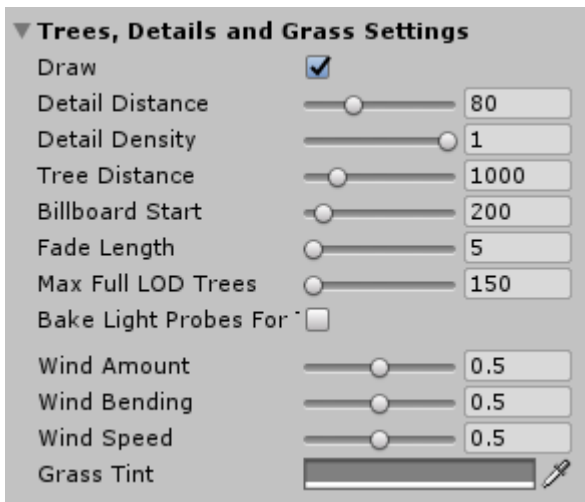 Trees, Details and Grass Settings
Draw
Detail Distance 80
Detail Density 1
Tree Distance 1000
Billboard Start 200
Fade Length 5
Max Full LOD Trees 150
Bake Light Probes For
Wind Amount 0.5
Wind Bending 0.5
Wind Speed 0.5
Grass Tint